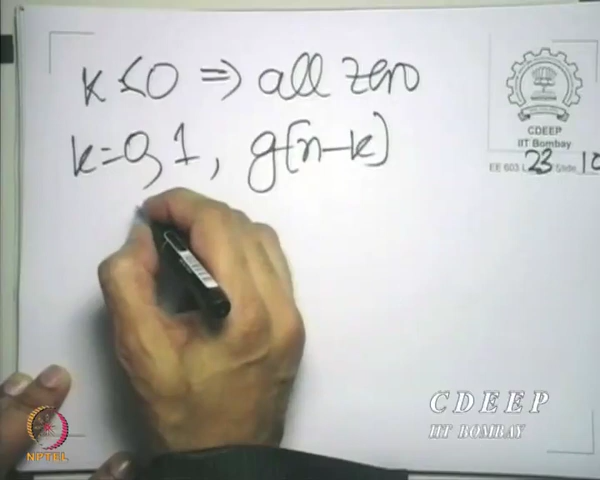 k<0 ⇒ all zero
k=0,1, g[n-k]
CDEEP
IIT Bombay
EE 603 L 23 Slide 10
CDEEP
IIT BOMBAY
NPTEL